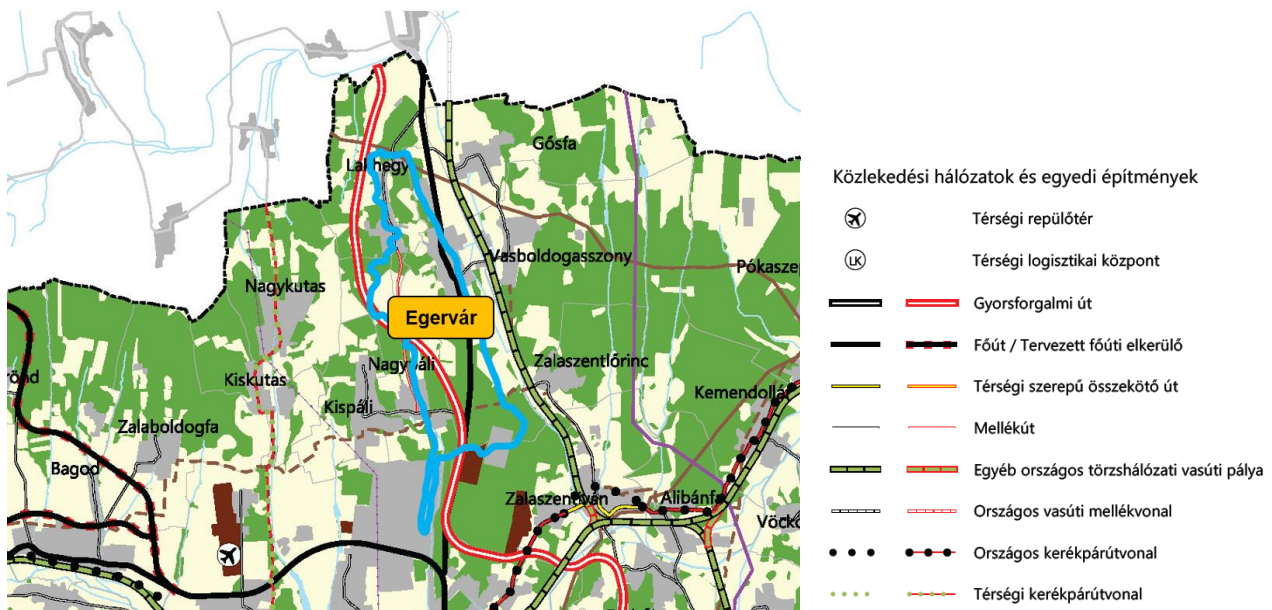 Gősfa
Lakhegy
Vasboldogasszony
Pókaszep
Nagykutas
Egervár
Nagypáli
Zalaszentlőrinc
Kiskutas
Kemendollár
Kispáli
Zalaboldogfa
Bagod
Zalaszentiván
Alibánfa
Vöcko
Közlekedési hálózatok és egyedi építmények
Térségi repülőtér
LK Térségi logisztikai központ
Gyorsforgalmi út
Főút / Tervezett főúti elkerülő
Térségi szerepű összekötő út
Mellékút
Egyéb országos törzshálózati vasúti pálya
Országos vasúti mellékvonal
Országos kerékpárútvonal
Térségi kerékpárútvonal